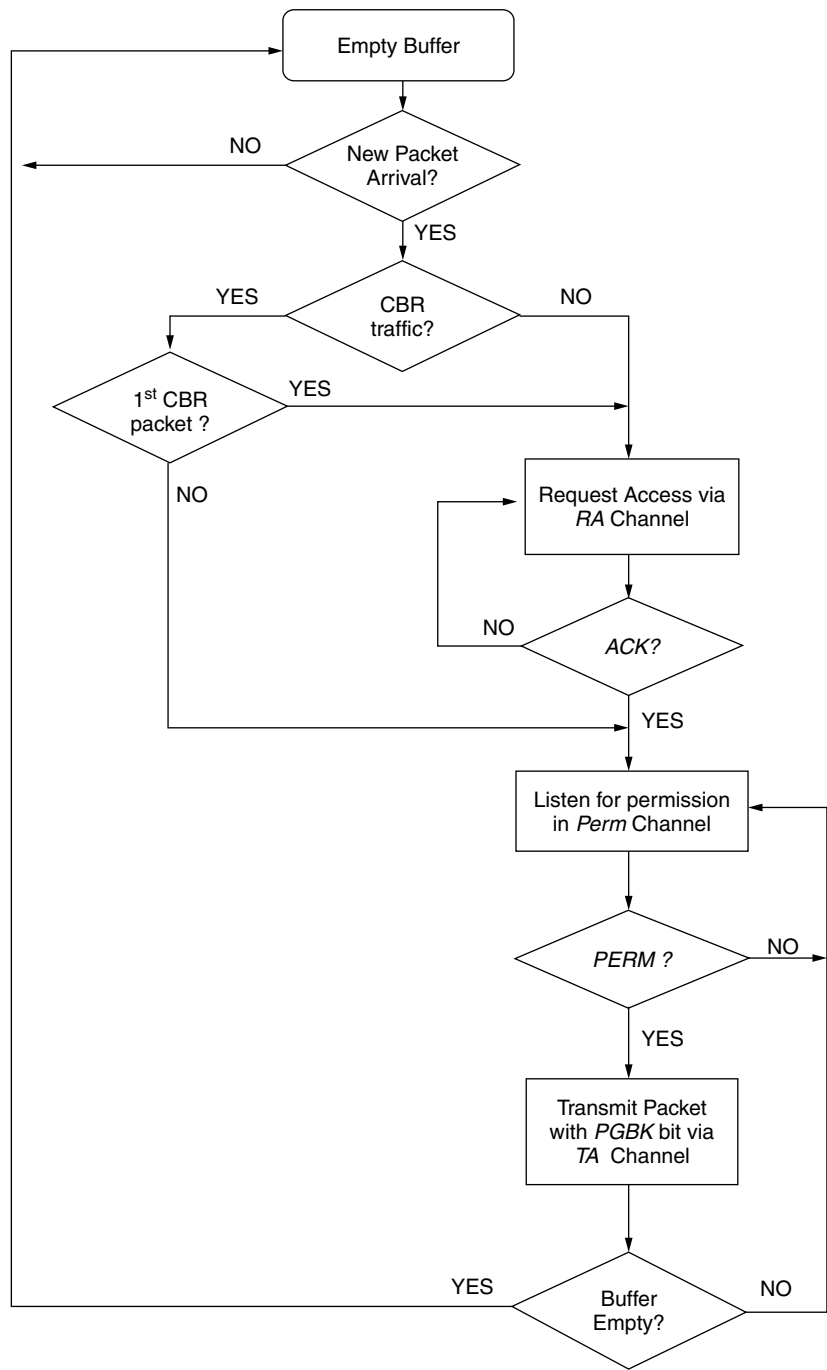 Empty Buffer
NO
New Packet
Arrival?
YES
YES
CBR
traffic?
NO
1st CBR
packet ?
YES
NO
Request Access via
RA Channel
NO
ACK?
YES
Listen for permission
in Perm Channel
PERM ?
NO
YES
Transmit Packet
with PGBK bit via
TA Channel
YES
Buffer
Empty?
NO